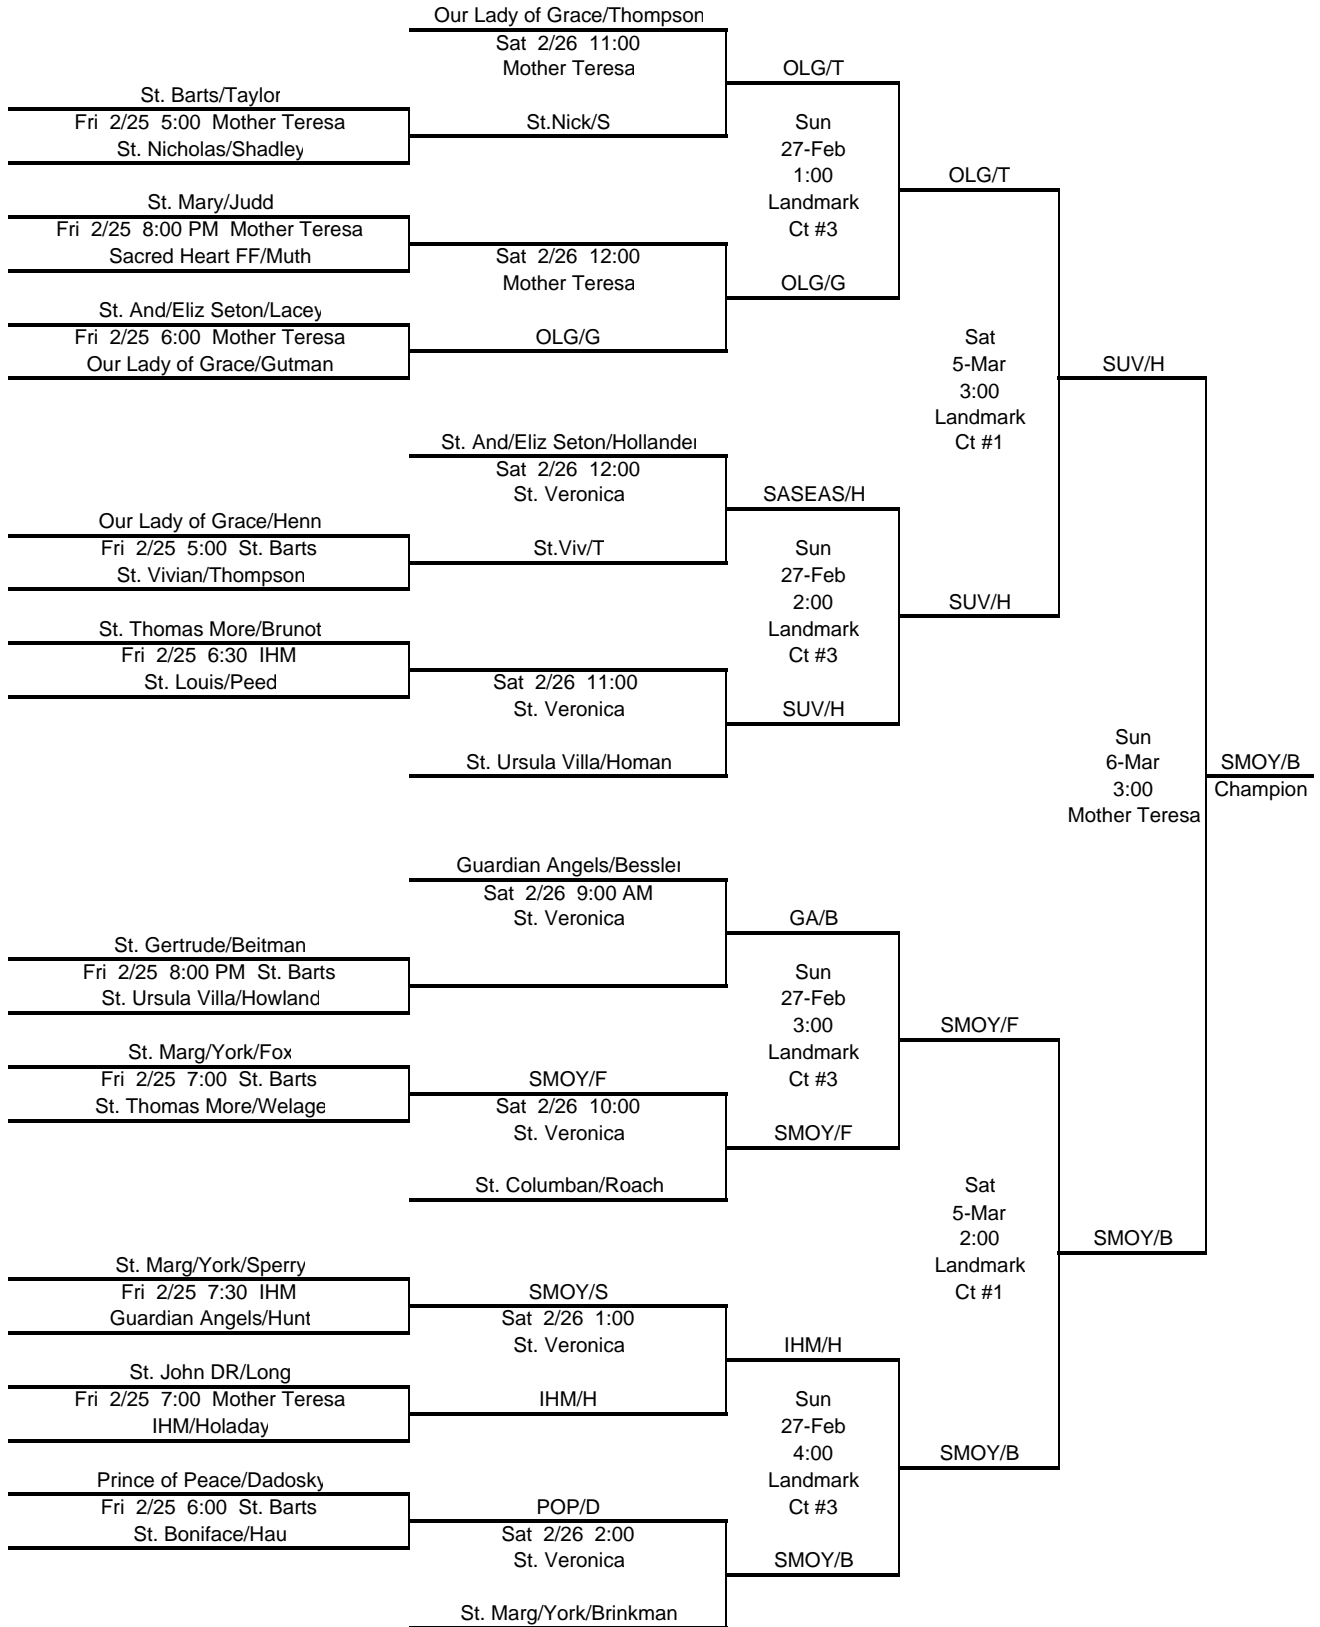 Our Lady of Grace/Thompson
Sat 2/26 11:00
Mother Teresa
OLG/T
St. Barts/Taylor
Fri 2/25 5:00 Mother Teresa
St.Nick/S
Sun
St. Nicholas/Shadley
27-Feb
1:00
OLG/T
St. Mary/Judd
Landmark
Fri 2/25 8:00 PM Mother Teresa
Ct #3
Sacred Heart FF/Muth
Sat 2/26 12:00
Mother Teresa
OLG/G
St. And/Eliz Seton/Lacey
Fri 2/25 6:00 Mother Teresa
OLG/G
Sat
Our Lady of Grace/Gutman
5-Mar
SUV/H
3:00
Landmark
St. And/Eliz Seton/Hollander
Ct #1
Sat 2/26 12:00
St. Veronica
SASEAS/H
Our Lady of Grace/Henn
Fri 2/25 5:00 St. Barts
St.Viv/T
Sun
St. Vivian/Thompson
27-Feb
2:00
SUV/H
St. Thomas More/Brunot
Landmark
Fri 2/25 6:30 IHM
Ct #3
St. Louis/Peed
Sat 2/26 11:00
St. Veronica
SUV/H
Sun
St. Ursula Villa/Homan
6-Mar
SMOY/B
3:00
Champion
Mother Teresa
Guardian Angels/Bessler
Sat 2/26 9:00 AM
St. Veronica
GA/B
St. Gertrude/Beitman
Fri 2/25 8:00 PM St. Barts
Sun
St. Ursula Villa/Howland
27-Feb
3:00
SMOY/F
St. Marg/York/Fox
Landmark
Fri 2/25 7:00 St. Barts
SMOY/F
Ct #3
St. Thomas More/Welage
Sat 2/26 10:00
St. Veronica
SMOY/F
St. Columban/Roach
Sat
5-Mar
2:00
SMOY/B
St. Marg/York/Sperry
Landmark
Fri 2/25 7:30 IHM
SMOY/S
Ct #1
Guardian Angels/Hunt
Sat 2/26 1:00
St. Veronica
IHM/H
St. John DR/Long
Fri 2/25 7:00 Mother Teresa
IHM/H
Sun
IHM/Holaday
27-Feb
4:00
SMOY/B
Prince of Peace/Dadosky
Landmark
Fri 2/25 6:00 St. Barts
POP/D
Ct #3
St. Boniface/Hau
Sat 2/26 2:00
St. Veronica
SMOY/B
St. Marg/York/Brinkman